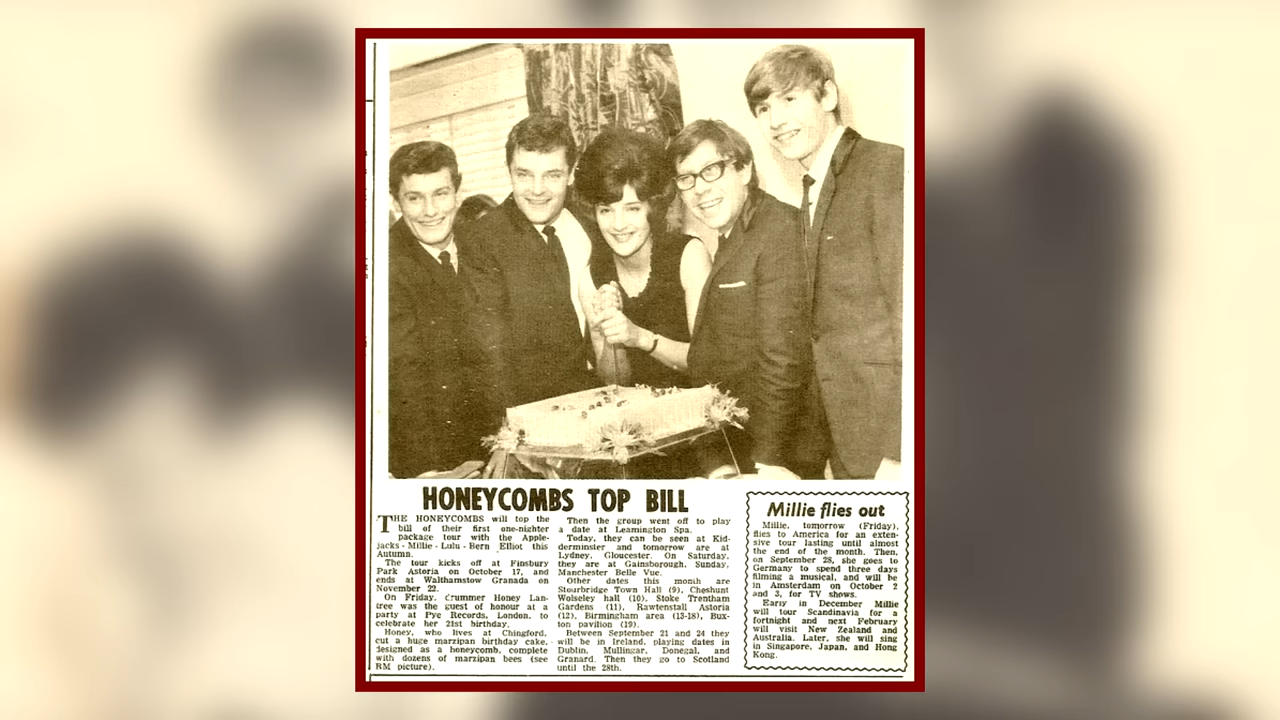 HONEYCOMBS TOP BILL
THE HONEYCOMBS will top the
bill of their first one-nighter
package tour with the Apple-
jacks - Millie - Lulu - Bern Elliot this
Autumn.
The tour kicks off at Finsbury
Park Astoria on October 17, and
ends at Walthamstow Granada on
November 22.
On Friday, drummer Honey Lan-
tree was the guest of honour at a
party at Pye Records, London, to
celebrate her 21st birthday.
Honey, who lives at Chingford,
cut a huge marzipan birthday cake,
designed as a honeycomb, complete
with dozens of marzipan bees (see
RM picture).
Then the group went off to play
a date at Leamington Spa.
Today, they can be seen at Kid-
derminster and tomorrow are at
Lydney, Gloucester. On Saturday,
they are at Gainsborough, Sunday,
Manchester Belle Vue.
Other dates this month are
Stourbridge Town Hall (9), Cheshunt
Wolseley hall (10), Stoke Trentham
Gardens (11), Rawtenstall Astoria
(12), Birmingham area (13-18), Bux-
ton pavilion (19).
Between September 21 and 24 they
will be in Ireland, playing dates in
Dublin, Mullingar, Donegal, and
Granard. Then they go to Scotland
until the 28th.
Millie flies out
Millie, tomorrow (Friday),
flies to America for an exten-
sive tour lasting until almost
the end of the month. Then,
on September 28, she goes to
Germany to spend three days
filming a musical, and will be
in Amsterdam on October 2
and 3, for TV shows.
Early in December Millie
will tour Scandinavia for a
fortnight and next February
will visit New Zealand and
Australia. Later, she will sing
in Singapore, Japan, and Hong
Kong.